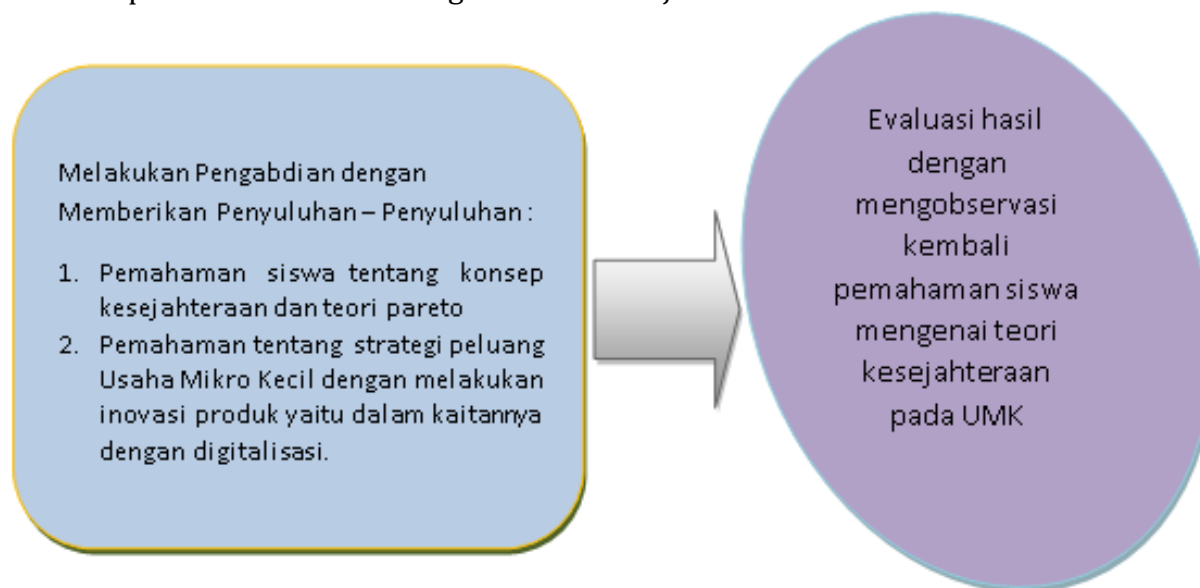 Melakukan Pengabdian dengan
Memberikan Penyuluhan – Penyuluhan :
1. Pemahaman siswa tentang konsep
kesejahteraan dan teori pareto
2. Pemahaman tentang strategi peluang
Usaha Mikro Kecil dengan melakukan
inovasi produk yaitu dalam kaitannya
dengan digitalisasi.
Evaluasi hasil
dengan
mengobservasi
kembali
pemahaman siswa
mengenai teori
kesejahteraan
pada UMK